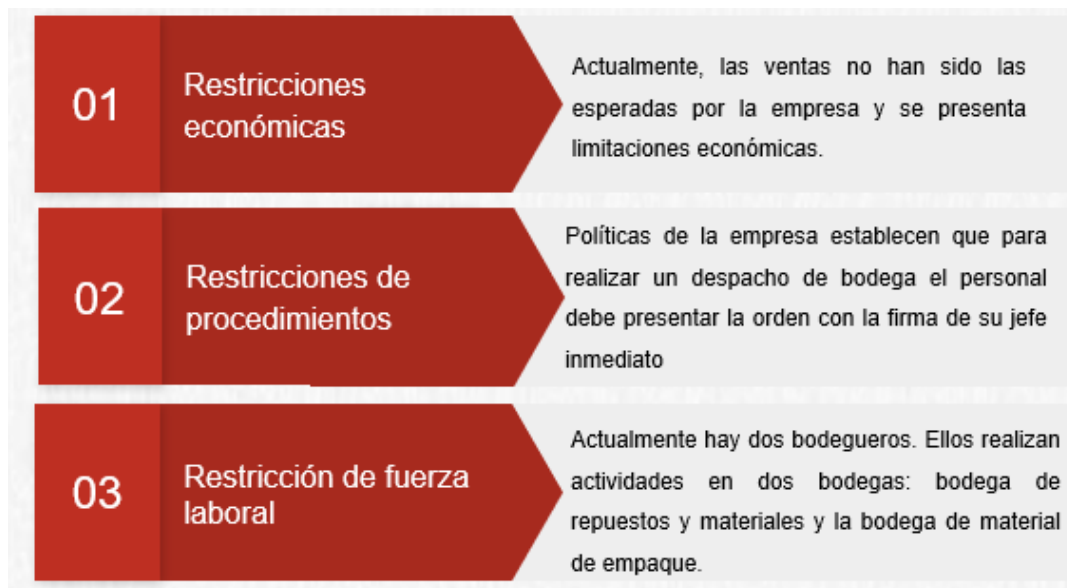 01
Restricciones
económicas
Actualmente, las ventas no han sido las
esperadas por la empresa y se presenta
limitaciones económicas.
02
Restricciones de
procedimientos
Políticas de la empresa establecen que para
realizar un despacho de bodega el personal
debe presentar la orden con la firma de su jefe
inmediato
03
Restricción de fuerza
laboral
Actualmente hay dos bodegueros. Ellos realizan
actividades en dos bodegas: bodega de
repuestos y materiales y la bodega de material
de empaque.